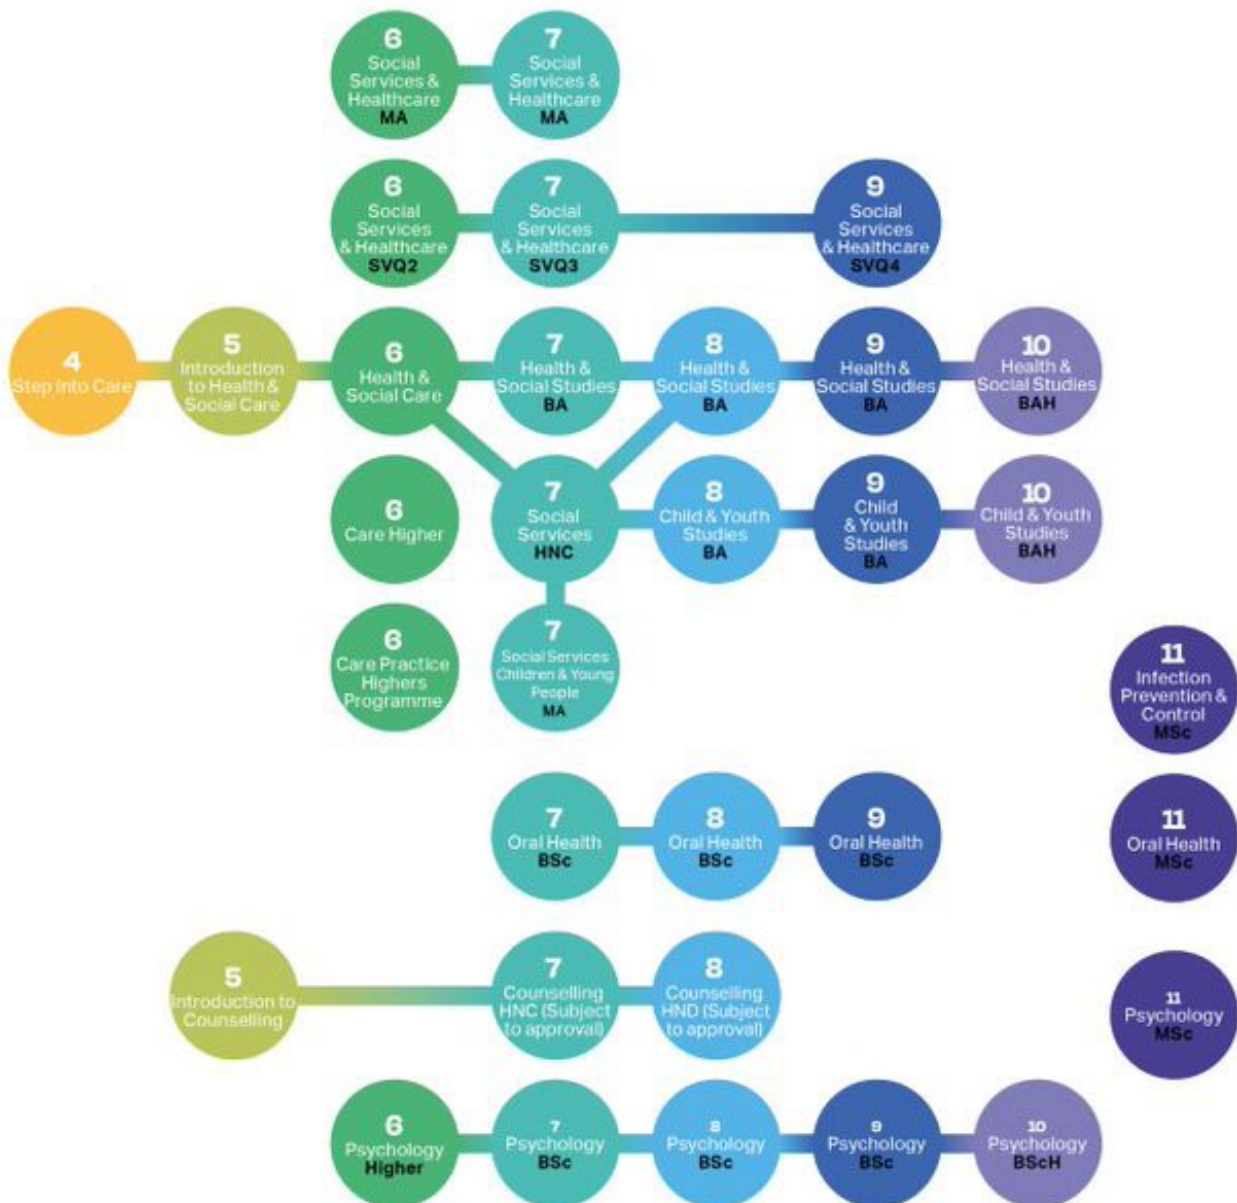 6
Social
Services &
Healthcare
MA
7
Social
Services &
Healthcare
MA
6
Social
Services
& Healthcare
SVQ2
7
Social
Services
& Healthcare
SVQ3
9
Social
Services
& Healthcare
SVQ4
4
Step Into Care
5
Introduction
to Health &
Social Care
6
Health &
Social Care
7
Health &
Social Studies
BA
8
Health &
Social Studies
BA
9
Health &
Social Studies
BA
10
Health &
Social Studies
BAH
6
Care Higher
7
Social
Services
HNC
8
Child & Youth
Studies
BA
9
Child
& Youth
Studies
BA
10
Child & Youth
Studies
BAH
6
Care Practice
Highers
Programme
7
Social Services
Children & Young
People
MA
11
Infection
Prevention &
Control
MSc
7
Oral Health
BSc
8
Oral Health
BSc
9
Oral Health
BSc
11
Oral Health
MSc
5
Introduction to
Counselling
7
Counselling
HNC (Subject
to approval)
8
Counselling
HND (Subject
to approval)
11
Psychology
MSc
6
Psychology
Higher
7
Psychology
BSc
8
Psychology
BSc
9
Psychology
BSc
10
Psychology
BScH